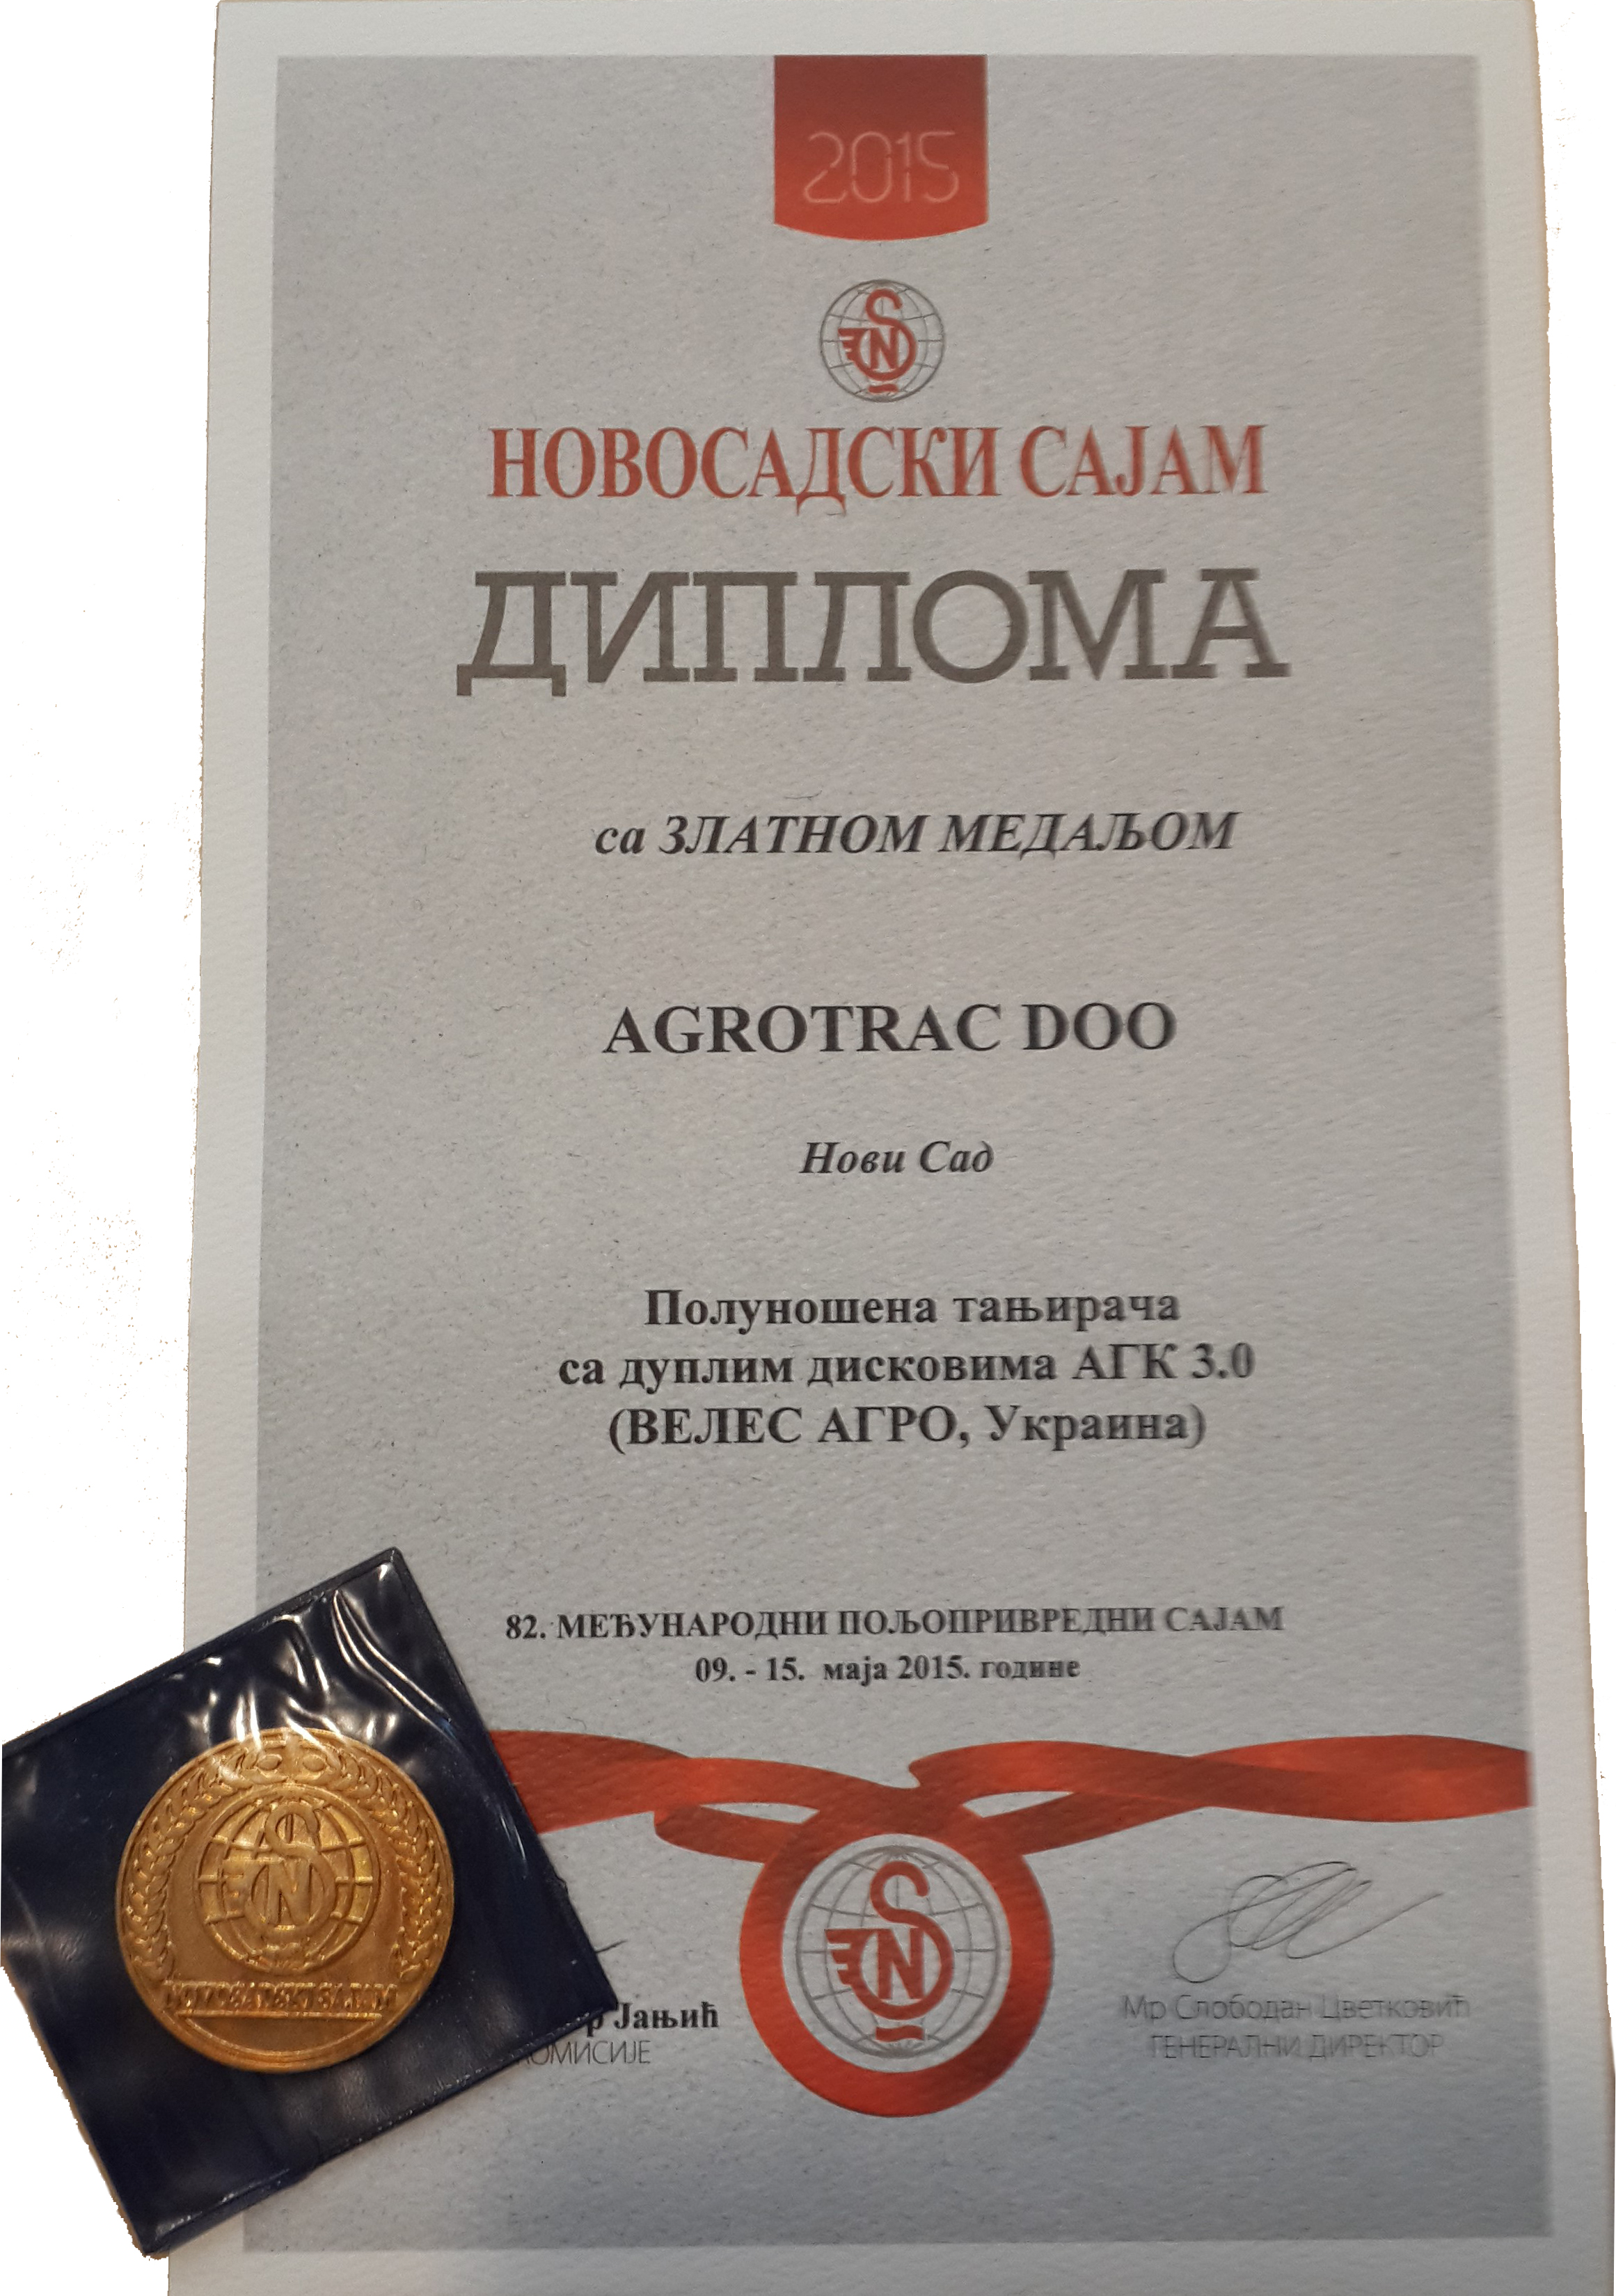 2015
НОВОСАДСКИ САЈАМ
ДИПЛОМА
са ЗЛАТНОМ МЕДАЉОМ
AGROTRAC DOO
Нови Сад
Полуношена тањирача
са дуплим дисковима АГК 3.0
(ВЕЛЕС АГРО, Украина)
82. МЕЂУНАРОДНИ ПОЉОПРИВРЕДНИ САЈАМ
09. - 15. маја 2015. године
Јањић
Мр Слободан Цветковић
ГЕНЕРАЛНИ ДИРЕКТОР